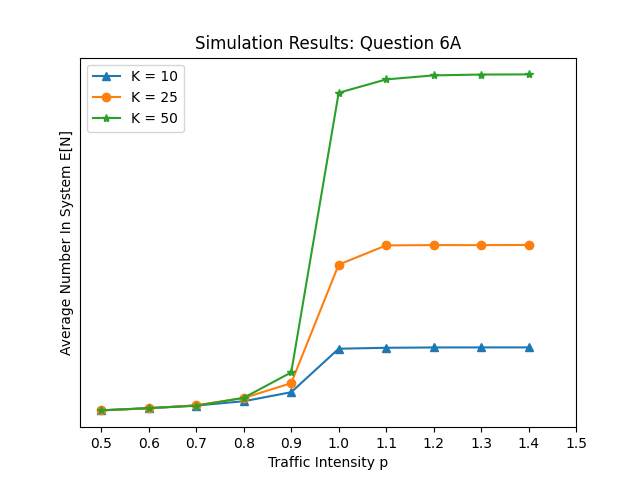 Simulation Results: Question 6A
K = 10
K = 25
K = 50
Average Number In System E[N]
0.5 0.6 0.7 0.8 0.9 1.0 1.1 1.2 1.3 1.4 1.5
Traffic Intensity p